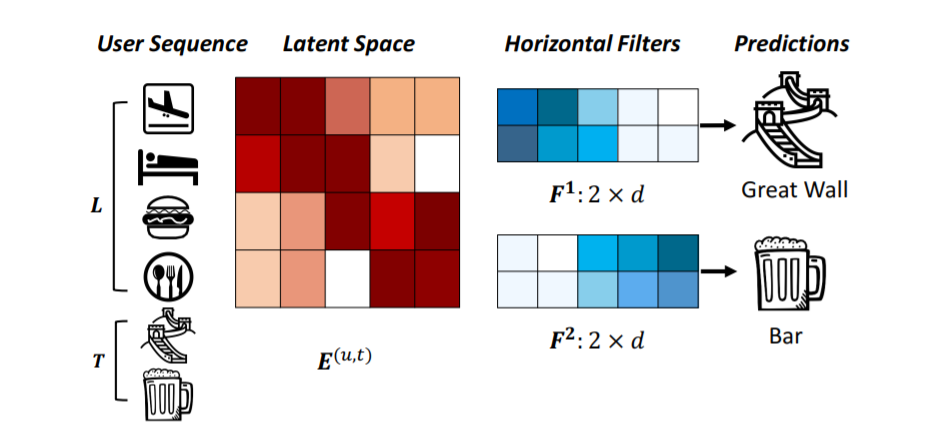 User Sequence Latent Space Horizontal Filters Predictions
L
T
E^(u,t)
F¹: 2 × d
Great Wall
F²: 2 × d
Bar